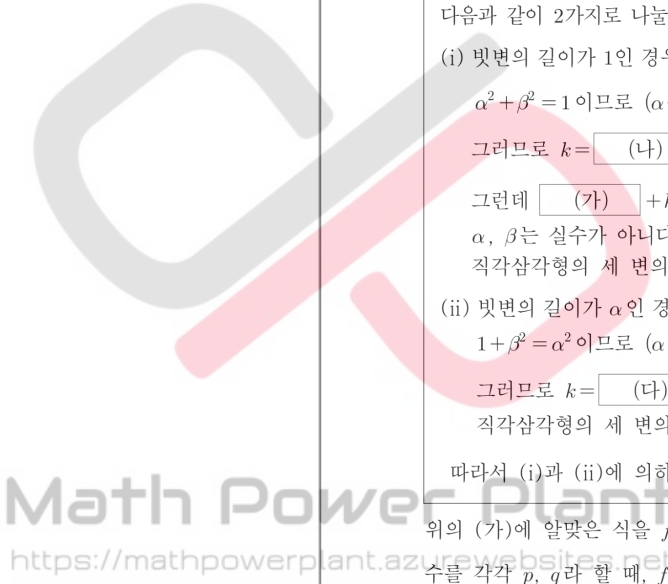 다음과 같이 2가지로 나눌
(i) 빗변의 길이가 1인 경우
α²+β²=1이므로 (α
그러므로 k= (나)
그런데 (가) +
α, β는 실수가 아니다
직각삼각형의 세 변의
(ii) 빗변의 길이가 α인 경
1+β²=α²이므로 (α
그러므로 k= (다)
직각삼각형의 세 변의
따라서 (i)과 (ii)에 의하
Math Power Plant
위의 (가)에 알맞은 식을 f
https://mathpowerplant.azurewebsites.net
수를 각각 p, q라 할 때, f